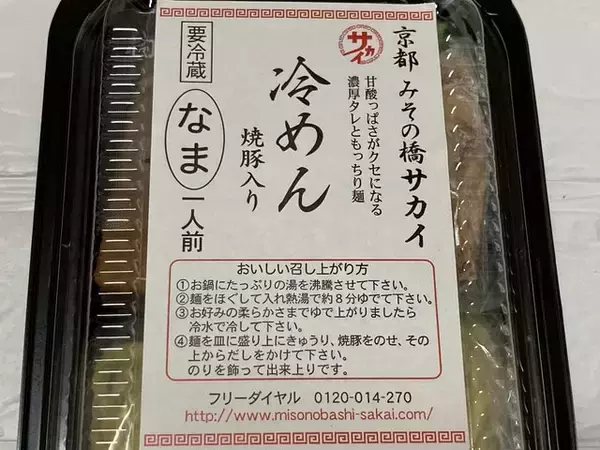 サカイ
京都 みその橋サカイ
甘酸っぱさがクセになる
濃厚タレともっちり麺
冷めん
焼豚入り
要冷蔵
なま
一人前
おいしい召し上がり方
①お鍋にたっぷりの湯を沸騰させて下さい。
②麺をほぐして入れ熱湯で約8分ゆでて下さい。
③お好みの柔らかさまでゆで上がりましたら
冷水で冷して下さい。
④麺を皿に盛り上にきゅうり、焼豚をのせ、その
上からだしをかけて下さい。
のりを飾って出来上りです。
フリーダイヤル 0120-014-270
http://www.misonobashi-sakai.com/